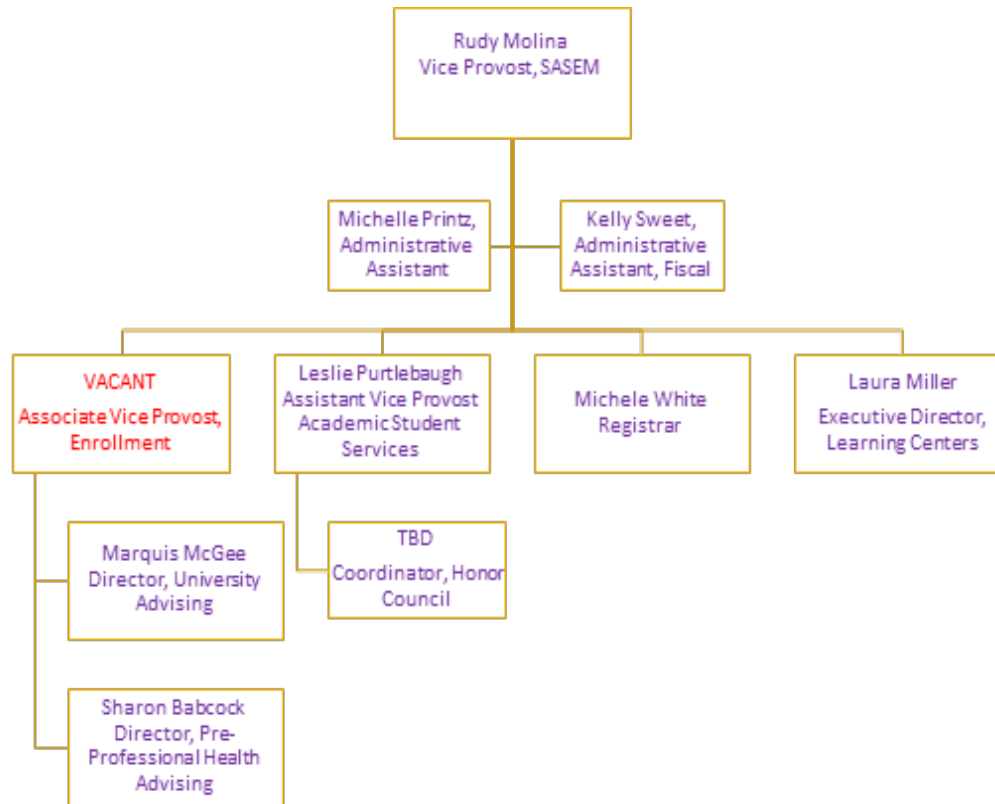 Rudy Molina
Vice Provost, SASEM
Michelle Printz,
Administrative
Assistant
Kelly Sweet,
Administrative
Assistant, Fiscal
VACANT
Associate Vice Provost,
Enrollment
Leslie Purtlebaugh
Assistant Vice Provost
Academic Student
Services
Michele White
Registrar
Laura Miller
Executive Director,
Learning Centers
Marquis McGee
Director, University
Advising
TBD
Coordinator, Honor
Council
Sharon Babcock
Director, Pre-
Professional Health
Advising